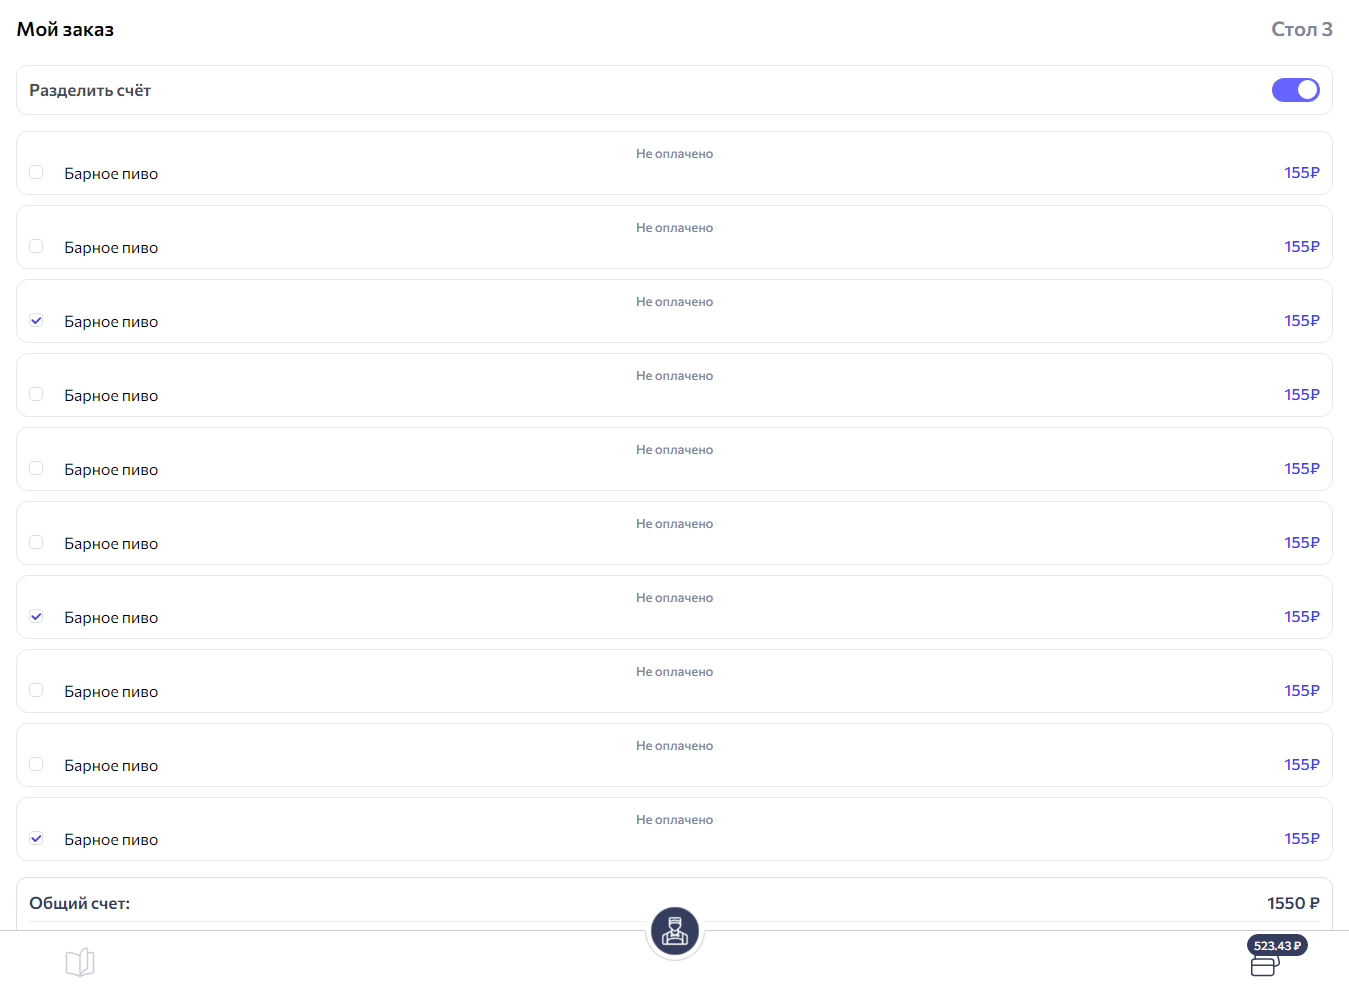 Мой заказ
Стол 3
Разделить счёт
Не оплачено
Барное пиво
155₽
Не оплачено
Барное пиво
155₽
Не оплачено
Барное пиво
155₽
Не оплачено
Барное пиво
155₽
Не оплачено
Барное пиво
155₽
Не оплачено
Барное пиво
155₽
Не оплачено
Барное пиво
155₽
Не оплачено
Барное пиво
155₽
Не оплачено
Барное пиво
155₽
Не оплачено
Барное пиво
155₽
Общий счет:
1550 ₽
523.43 ₽